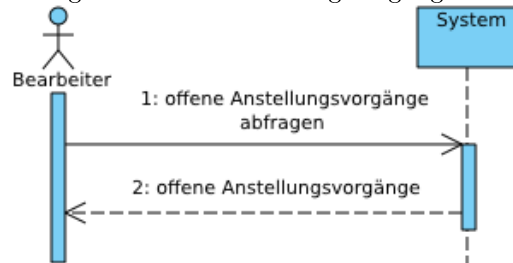 System
Bearbeiter
1: offene Anstellungsvorgänge
abfragen
2: offene Anstellungsvorgänge